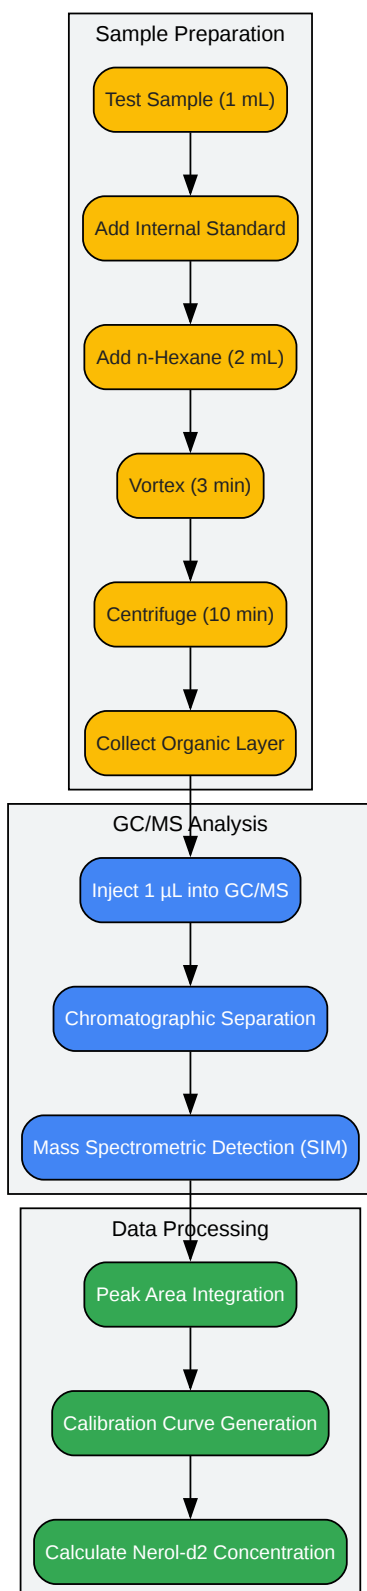 Sample Preparation
Test Sample (1 mL)
Add Internal Standard
Add n-Hexane (2 mL)
Vortex (3 min)
Centrifuge (10 min)
Collect Organic Layer
GC/MS Analysis
Inject 1 µL into GC/MS
Chromatographic Separation
Mass Spectrometric Detection (SIM)
Data Processing
Peak Area Integration
Calibration Curve Generation
Calculate Nerol-d2 Concentration